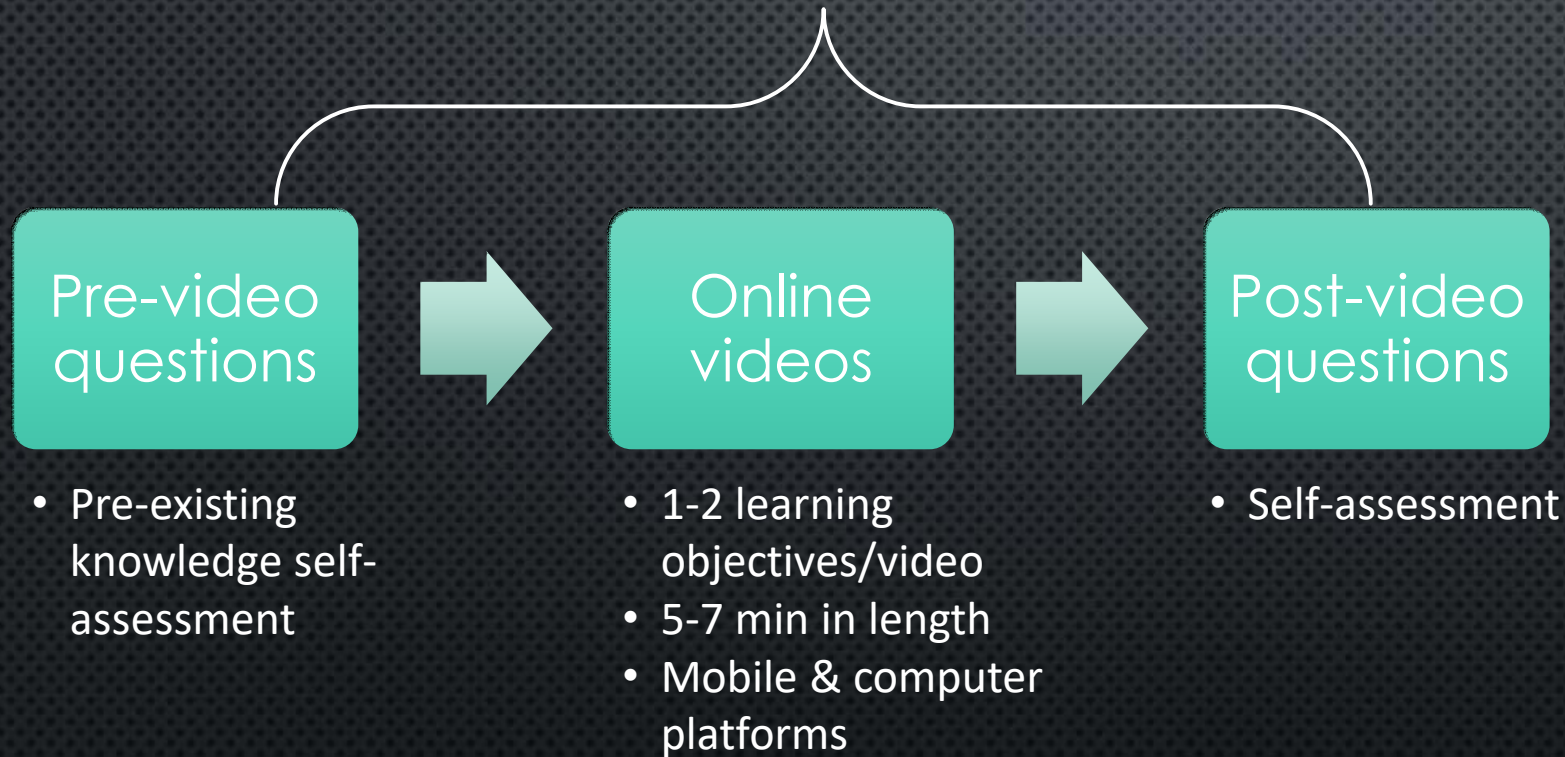 Pre-video
questions
Online
videos
Post-video
questions
• Pre-existing
knowledge self-
assessment
• 1-2 learning
objectives/video
• 5-7 min in length
• Mobile & computer
platforms
• Self-assessment